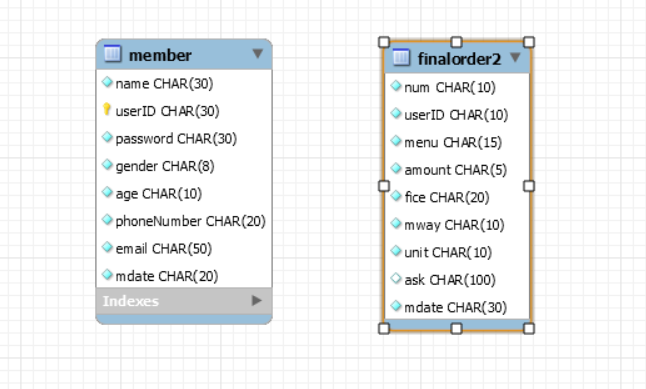 member
name CHAR(30)
userID CHAR(30)
password CHAR(30)
gender CHAR(8)
age CHAR(10)
phoneNumber CHAR(20)
email CHAR(50)
mdate CHAR(20)
Indexes
finalorder2
num CHAR(10)
userID CHAR(10)
menu CHAR(15)
amount CHAR(5)
fice CHAR(20)
mway CHAR(10)
unit CHAR(10)
ask CHAR(100)
mdate CHAR(30)